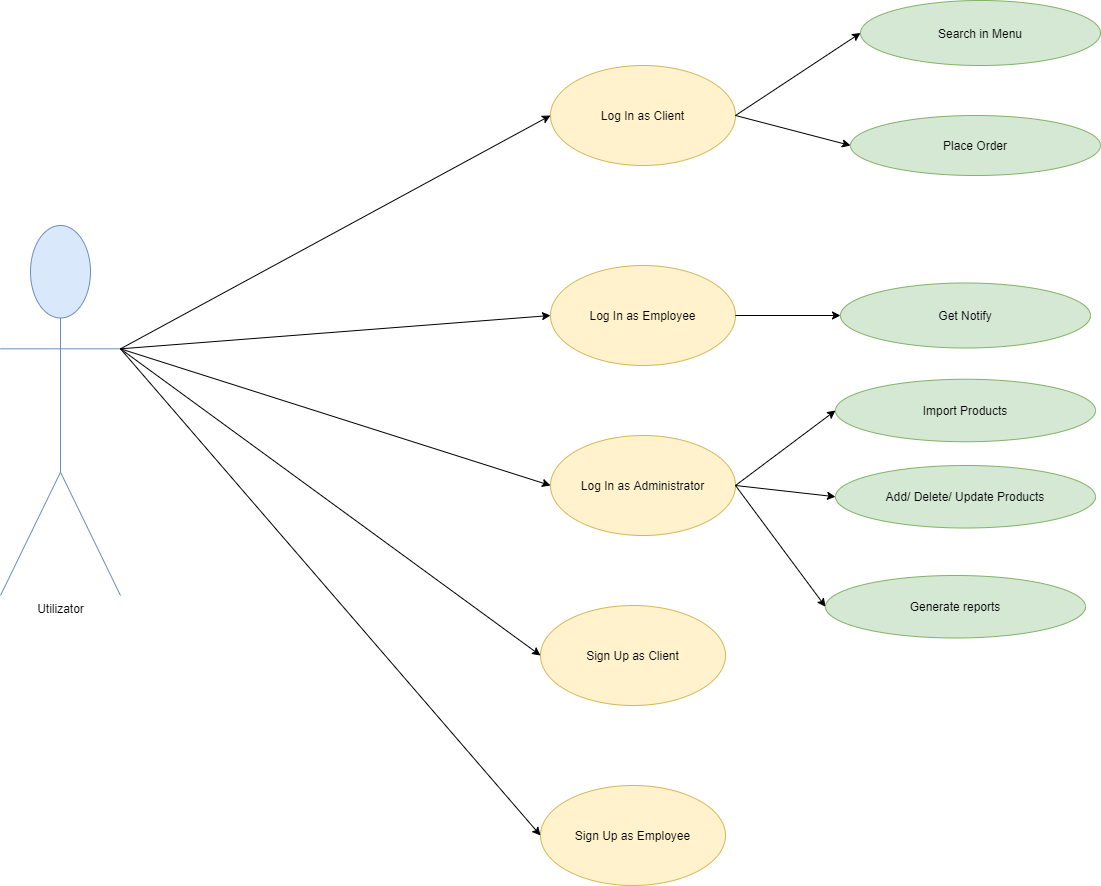 Search in Menu
Log In as Client
Place Order
Log In as Employee
Get Notify
Import Products
Log In as Administrator
Add/ Delete/ Update Products
Generate reports
Utilizator
Sign Up as Client
Sign Up as Employee